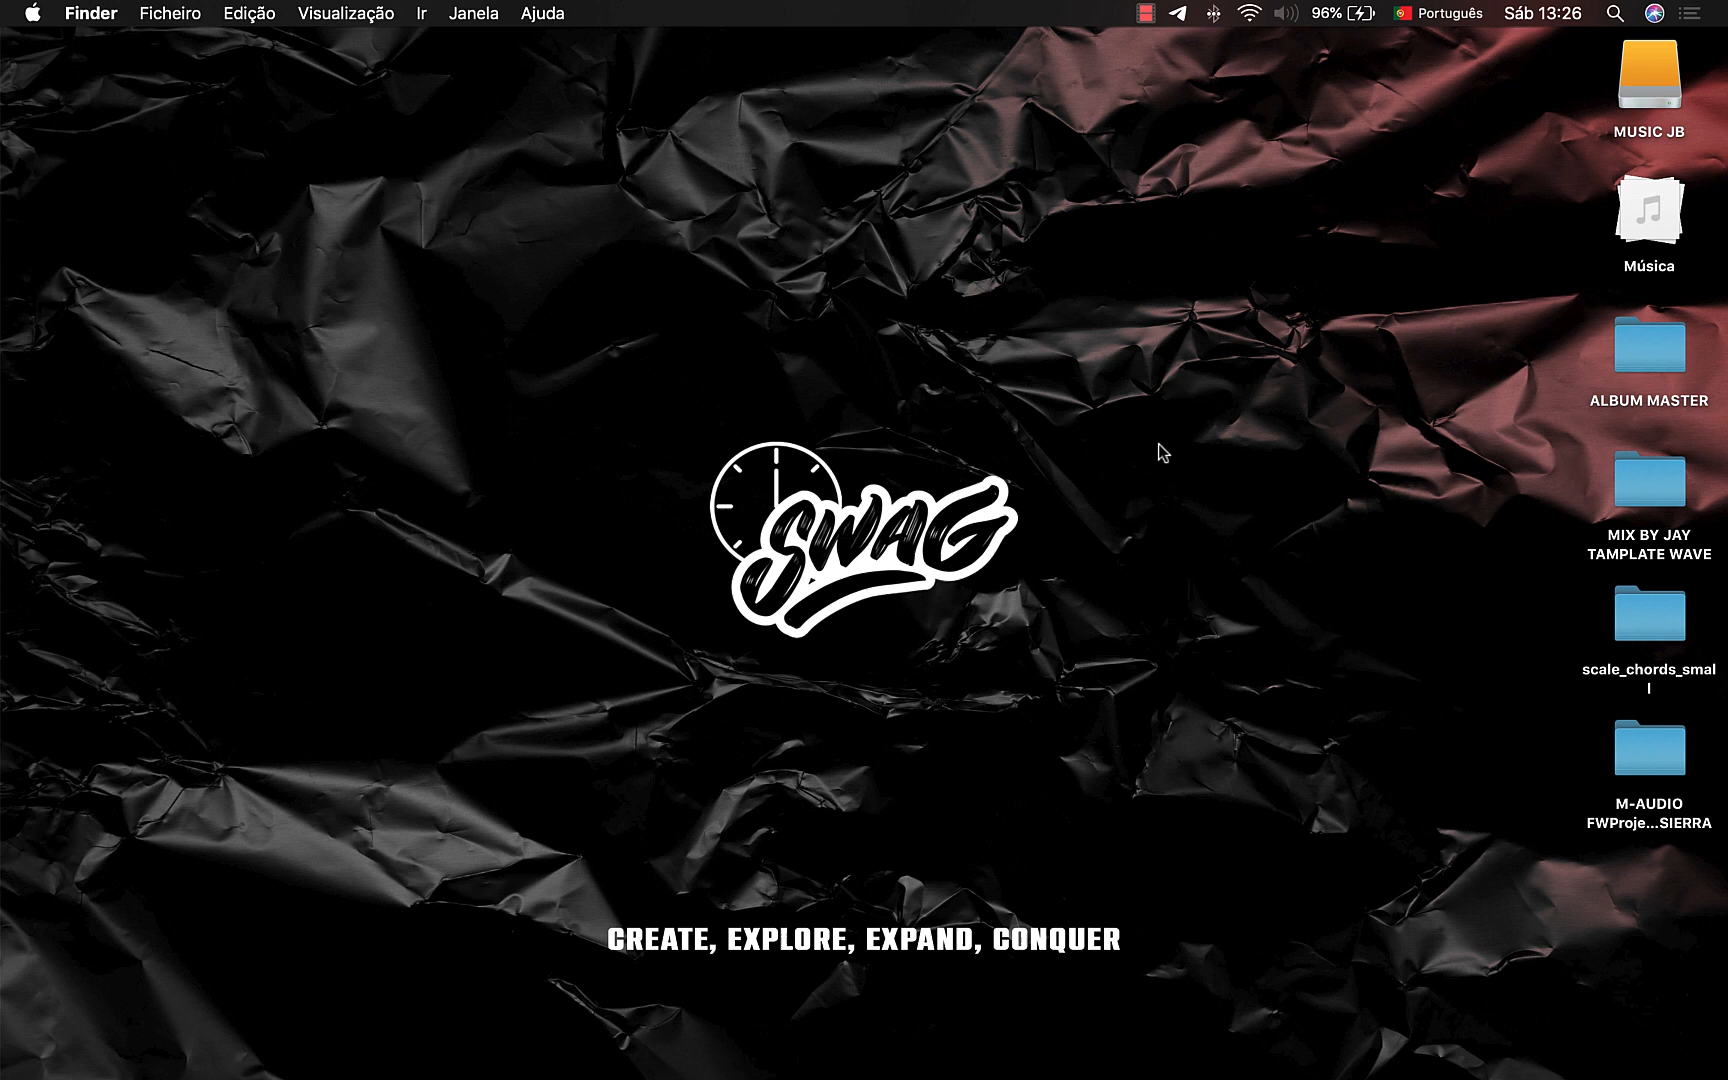 Finder Ficheiro Edição Visualização Ir Janela Ajuda 96% Português Sáb 13:26
MUSIC JB
Música
ALBUM MASTER
MIX BY JAY
TAMPLATE WAVE
scale_chords_smal
l
M-AUDIO
FWProje...SIERRA
SWAG
CREATE, EXPLORE, EXPAND, CONQUER